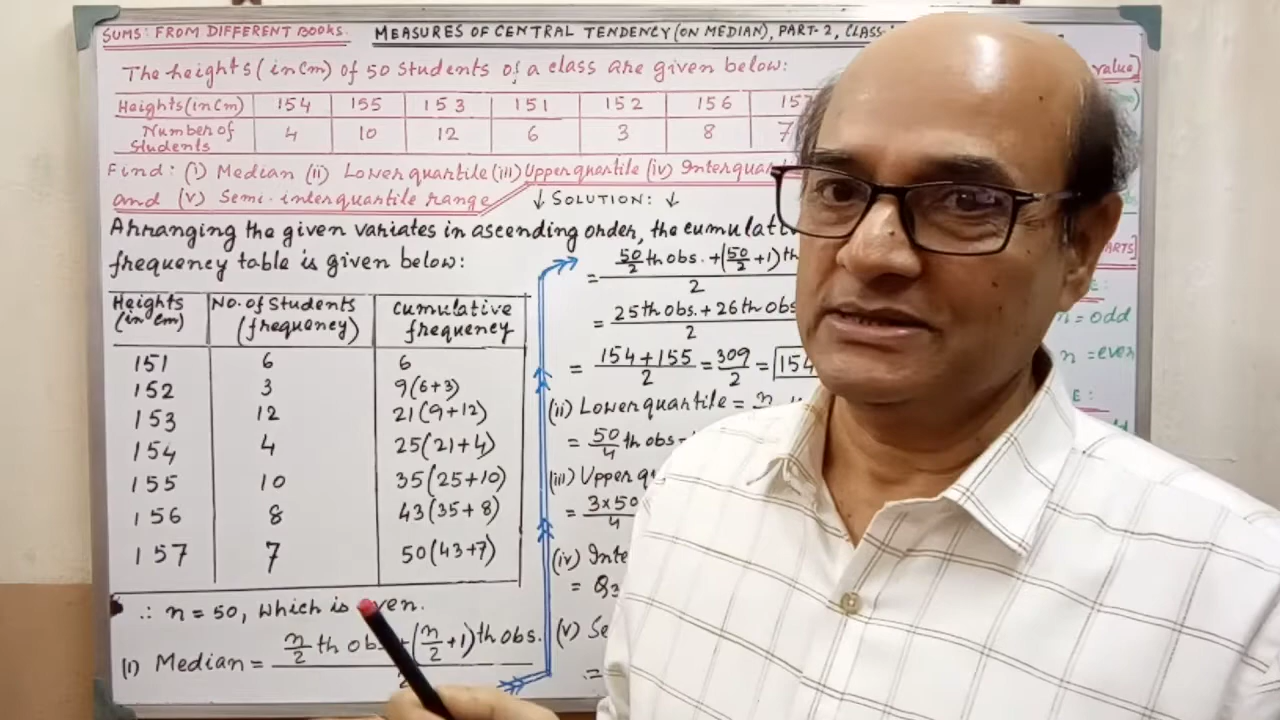 SUMS: FROM DIFFERENT BOOKS.
MEASURES OF CENTRAL TENDENCY (ON MEDIAN), PART-2, CLASS
The heights (in cm) of 50 students of a class are given below:
Heights (in cm) 154 155 153 151 152 156 157
Number of Students 4 10 12 6 3 8 7
Find: (i) Median (ii) Lower quartile (iii) Upper quartile (iv) Interquar
and (v) Semi-interquartile range
↓ SOLUTION: ↓
Arranging the given variates in ascending order, the cumulat
frequency table is given below:
Heights (in cm) No. of Students (frequency) Cumulative frequency
151 6 6
152 3 9(6+3)
153 12 21(9+12)
154 4 25(21+4)
155 10 35(25+10)
156 8 43(35+8)
157 7 50(43+7)
∴ n = 50, which is even.
(i) Median = n/2 th obs. + (n/2 + 1) th obs.
= 50/2 th obs. + (50/2 + 1) th
2
= 25 th obs. + 26 th obs
2
= 154 + 155 / 2 = 309/2 = 154
(ii) Lower quartile = n
= 50/4 th obs
(iii) Upper qu
= 3×50/4
(iv) Inte
= Q3
(v) Se
=
value)
PARTS]
E:
n = odd
n = even
E: